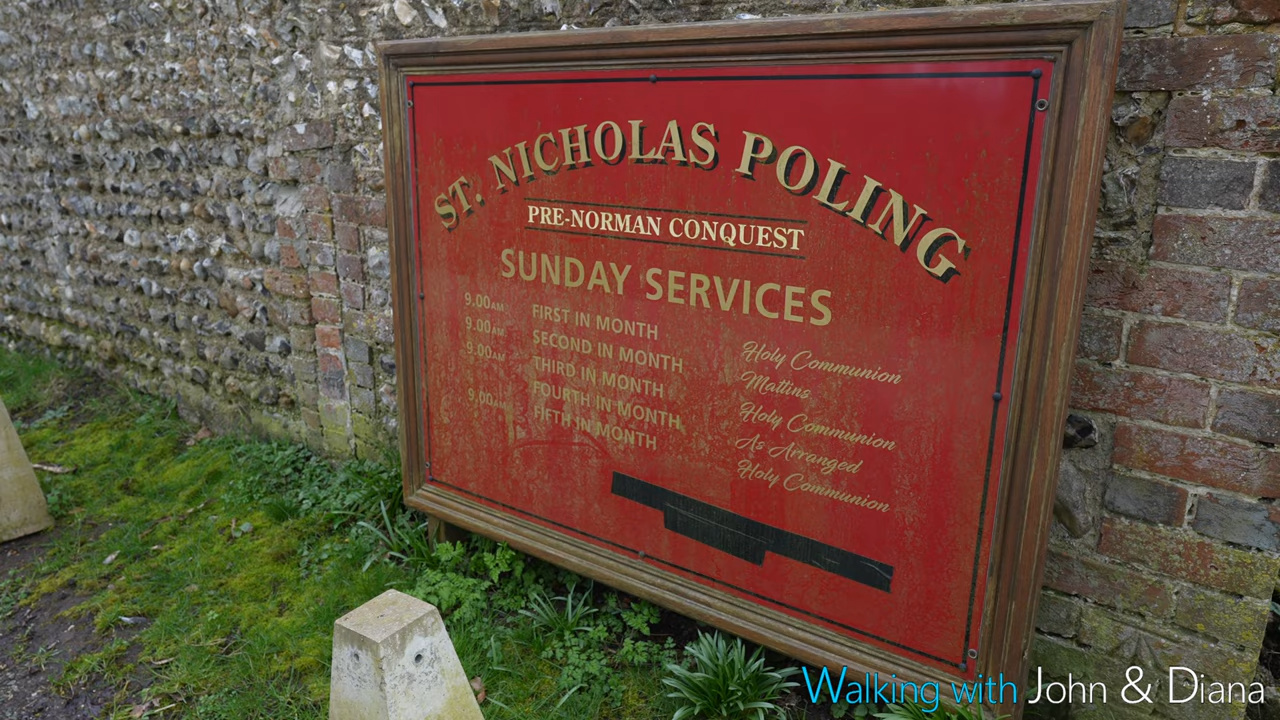 ST. NICHOLAS POLING
PRE-NORMAN CONQUEST
SUNDAY SERVICES
9.00AM FIRST IN MONTH Holy Communion
9.00AM SECOND IN MONTH Mattins
9.00AM THIRD IN MONTH Holy Communion
FOURTH IN MONTH As Arranged
9.00AM FIFTH IN MONTH Holy Communion
Walking with John & Diana